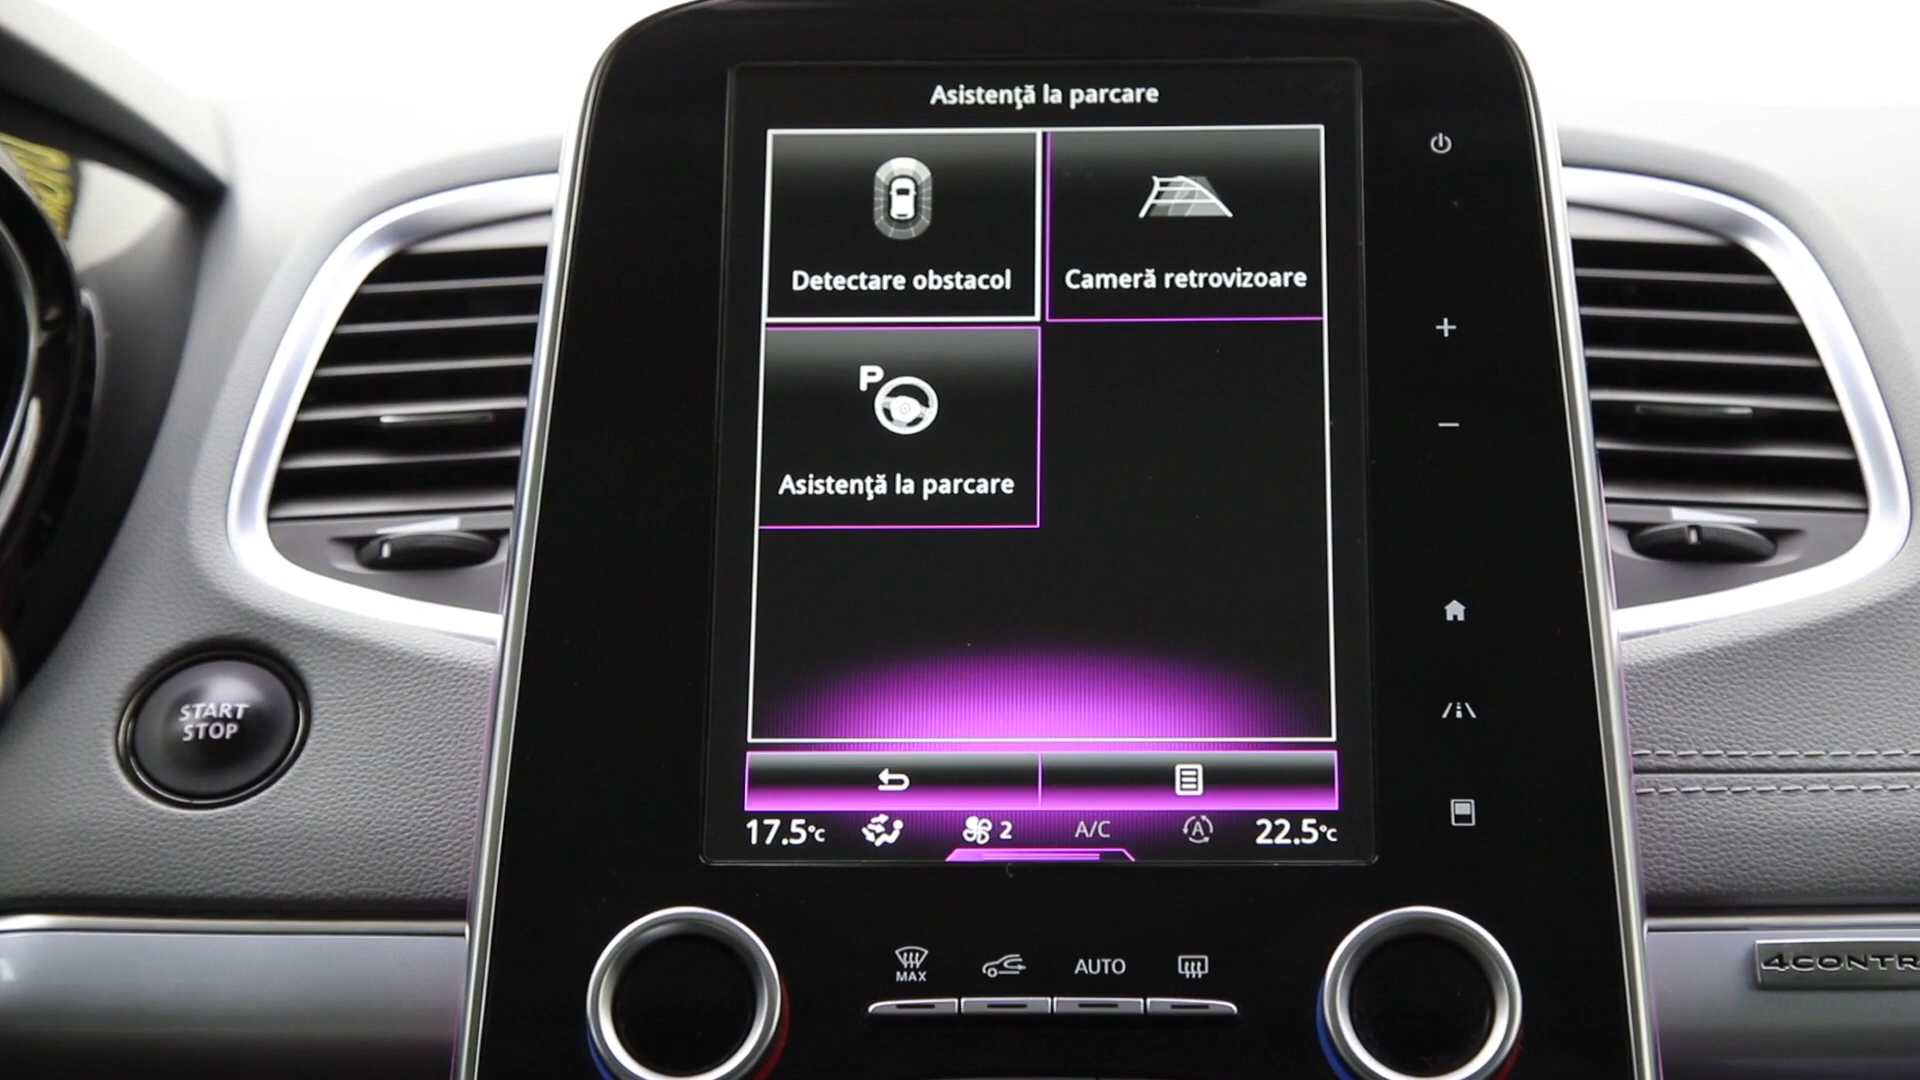 Asistenţă la parcare
Detectare obstacol
Cameră retrovizoare
P
Asistenţă la parcare
START
STOP
17.5°C
2
A/C
A
22.5°C
MAX
AUTO
4CONTR